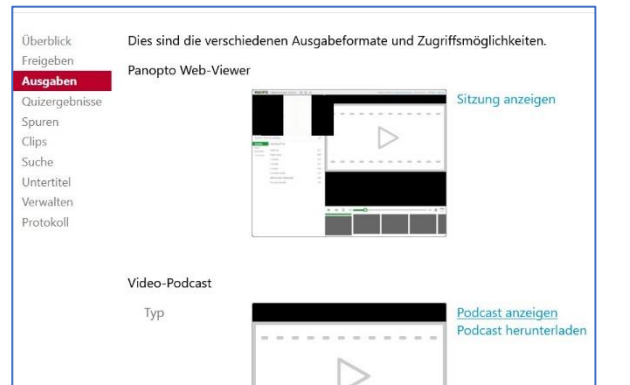 Überblick
Freigeben
Ausgaben
Quizergebnisse
Spuren
Clips
Suche
Untertitel
Verwalten
Protokoll
Dies sind die verschiedenen Ausgabeformate und Zugriffsmöglichkeiten.
Panopto Web-Viewer
Sitzung anzeigen
Video-Podcast
Typ
Podcast anzeigen
Podcast herunterladen